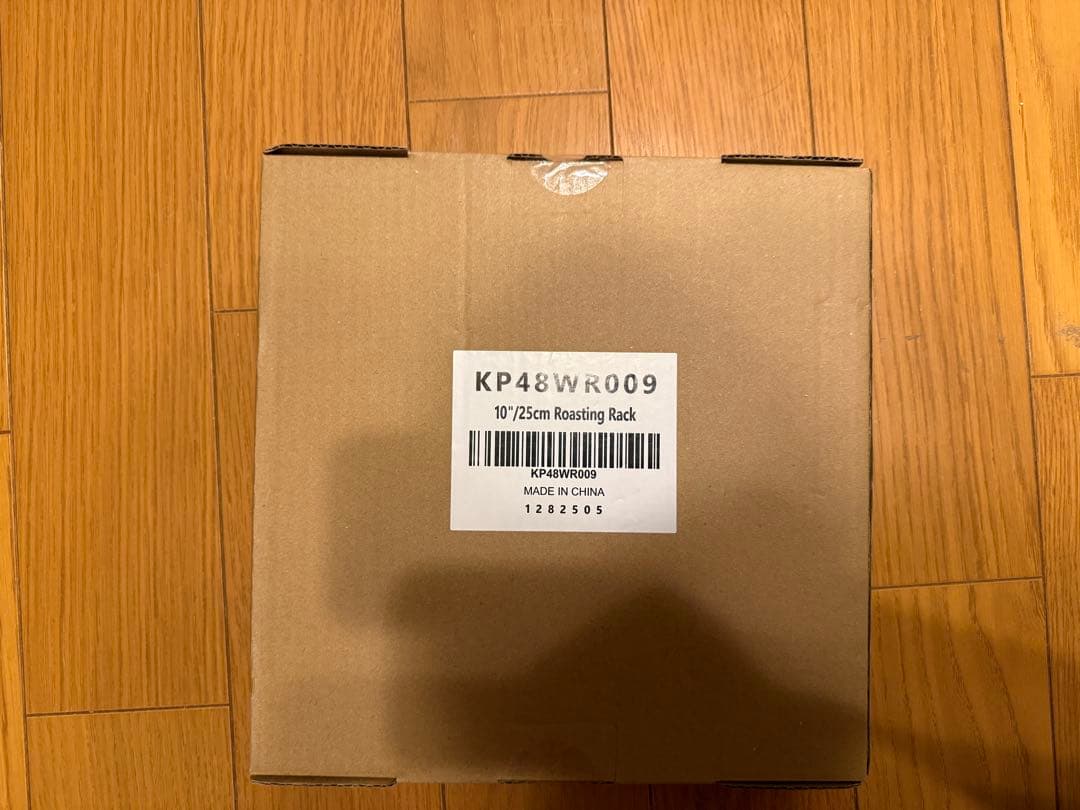 KP48WR009
10"/25cm Roasting Rack
KP48WR009
MADE IN CHINA
1282505